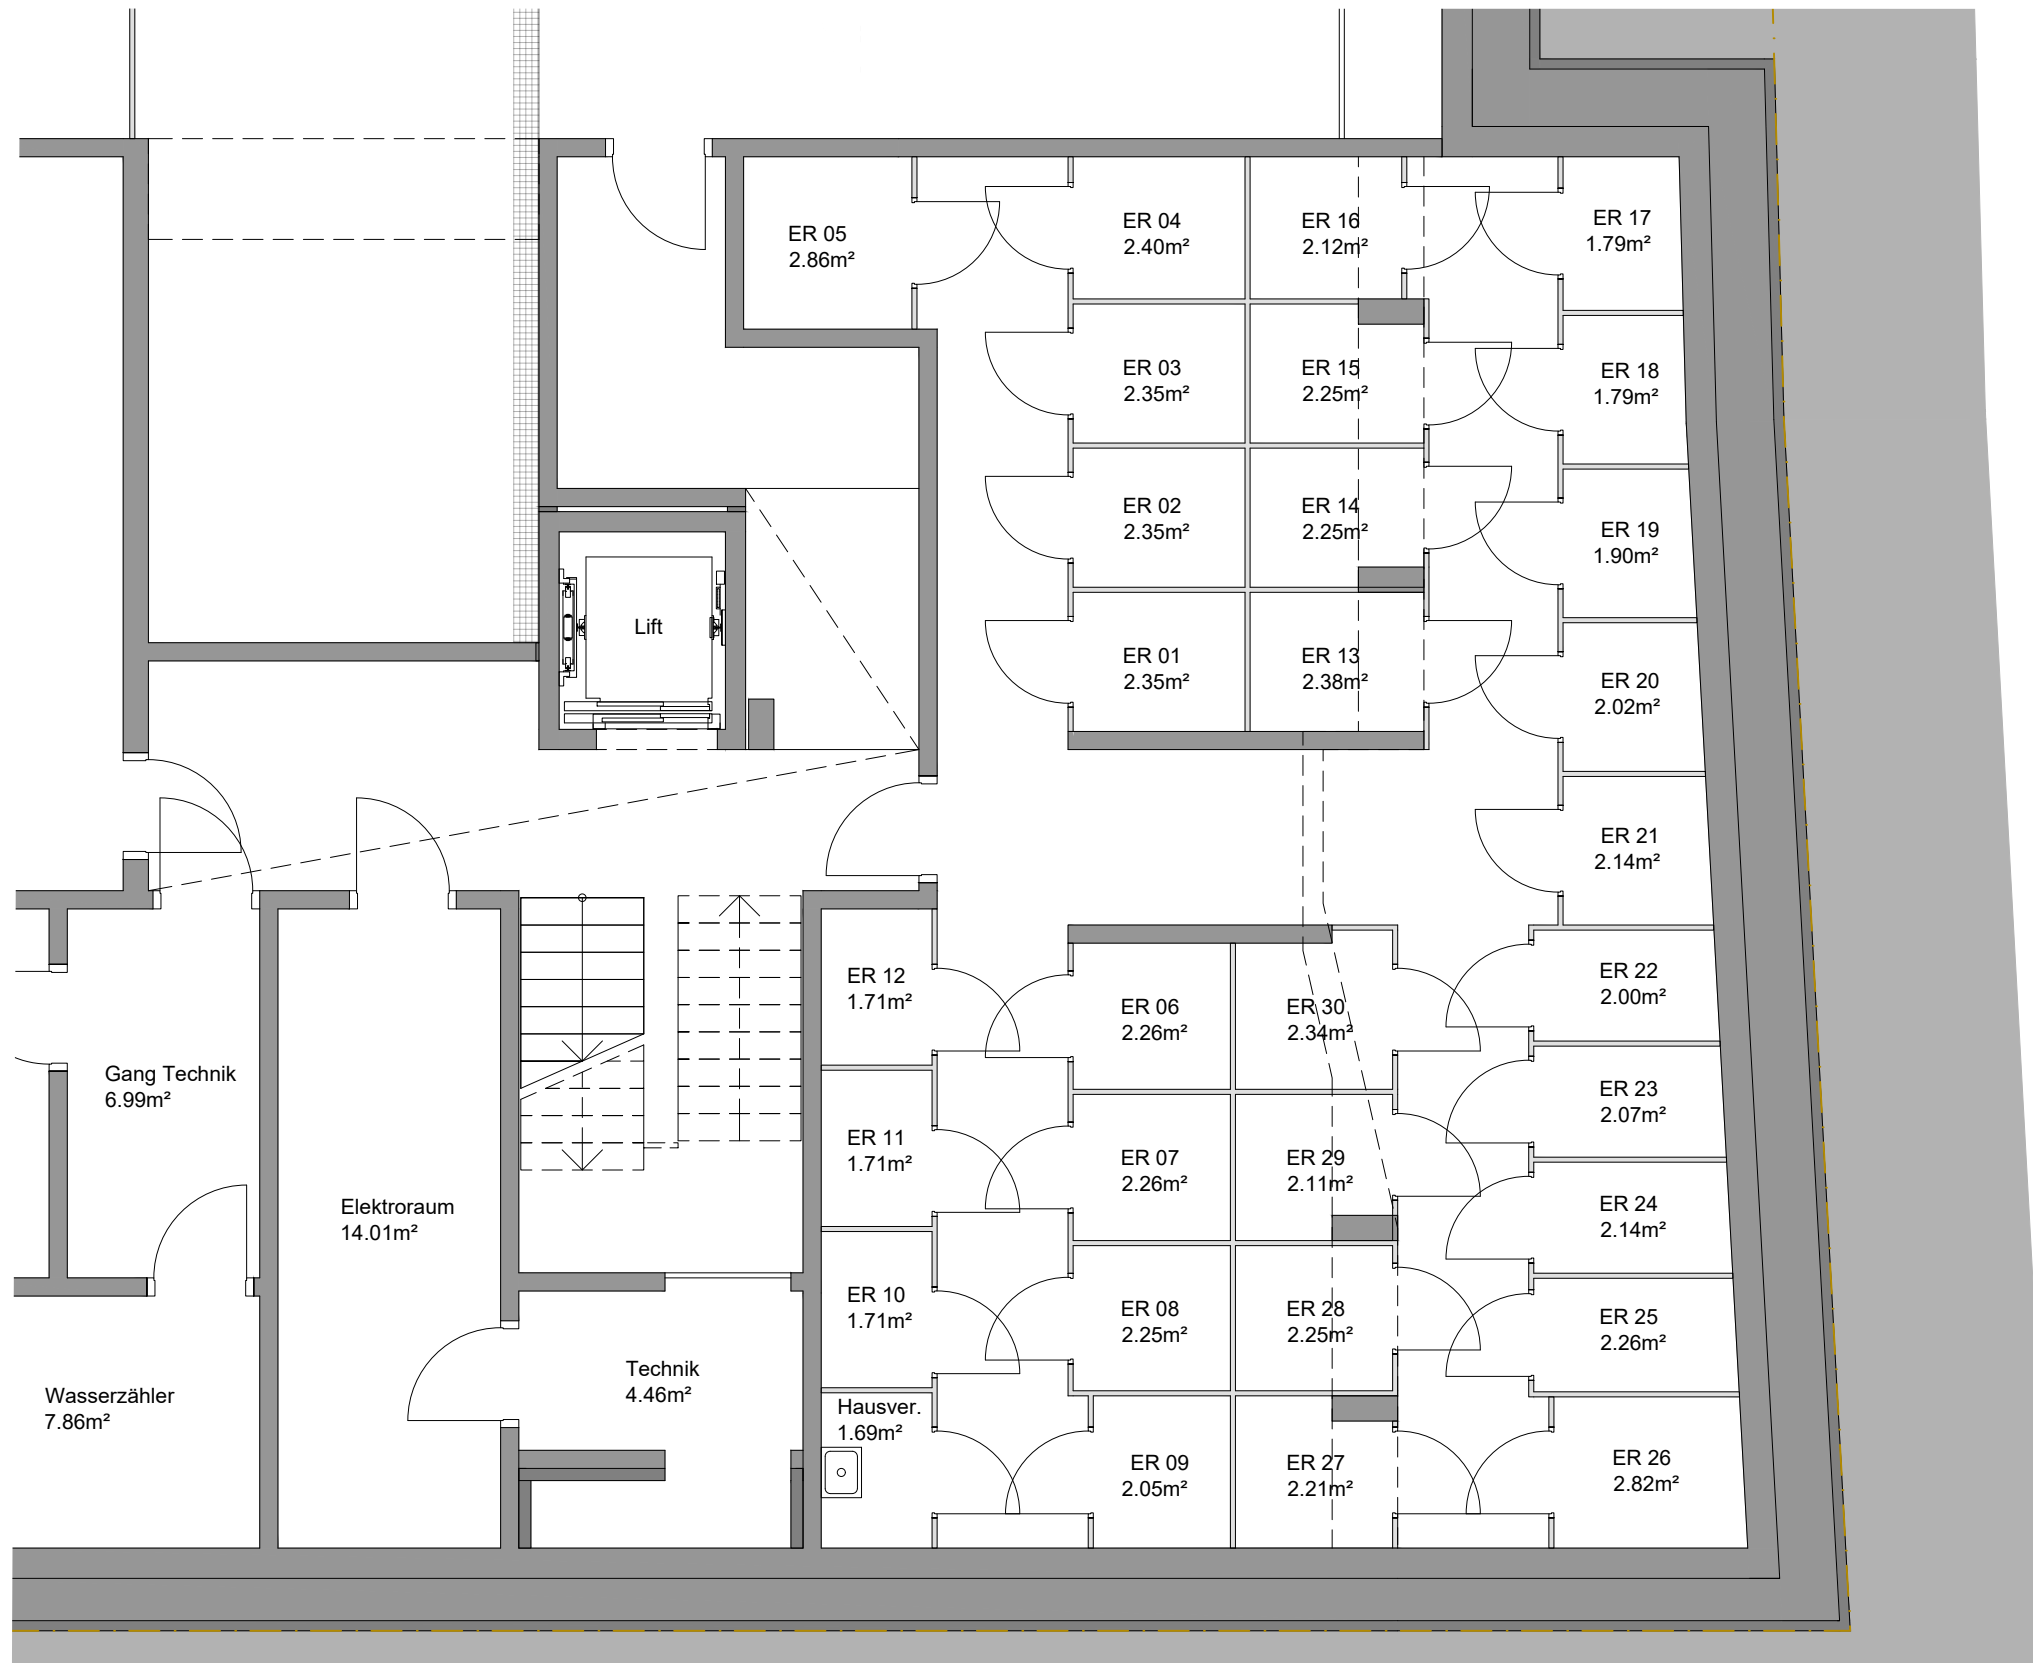 ER 05
2.86m²
ER 04
2.40m²
ER 16
2.12m²
ER 17
1.79m²
ER 03
2.35m²
ER 15
2.25m²
ER 18
1.79m²
ER 02
2.35m²
ER 14
2.25m²
ER 19
1.90m²
Lift
ER 01
2.35m²
ER 13
2.38m²
ER 20
2.02m²
ER 21
2.14m²
ER 12
1.71m²
ER 06
2.26m²
ER 30
2.34m²
ER 22
2.00m²
Gang Technik
6.99m²
ER 11
1.71m²
ER 07
2.26m²
ER 29
2.11m²
ER 23
2.07m²
Elektroraum
14.01m²
ER 24
2.14m²
ER 10
1.71m²
ER 08
2.25m²
ER 28
2.25m²
ER 25
2.26m²
Wasserzähler
7.86m²
Technik
4.46m²
Hausver.
1.69m²
ER 09
2.05m²
ER 27
2.21m²
ER 26
2.82m²